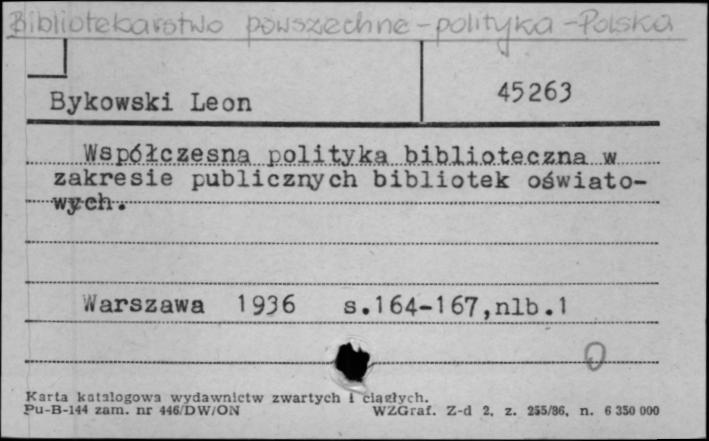 Bibliotekarstwo powszechne - polityka - Polska
Bykowski Leon
45263
Współczesna polityka biblioteczna w
zakresie publicznych bibliotek oświato-
wych.
Warszawa 1936 s.164-167,nlb.1
Karta katalogowa wydawnictw zwartych i ciągłych.
Pu-B-144 zam. nr 446/DW/ON
WZGraf. Z-d 2, z. 255/86, n. 6 350 000